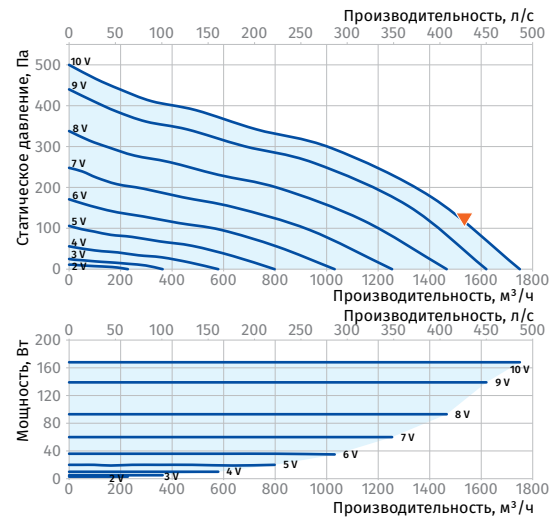 Производительность, л/с
0 50 100 150 200 250 300 350 400 450 500
Статическое давление, Па
500
400
300
200
100
0
10 V
9 V
8 V
7 V
6 V
5 V
4 V
3 V
2 V
0 200 400 600 800 1000 1200 1400 1600 1800
Производительность, м³/ч
Производительность, л/с
0 50 100 150 200 250 300 350 400 450 500
Мощность, Вт
200
160
120
80
40
0
10 V
9 V
8 V
7 V
6 V
5 V
4 V
3 V
2 V
0 200 400 600 800 1000 1200 1400 1600 1800
Производительность, м³/ч